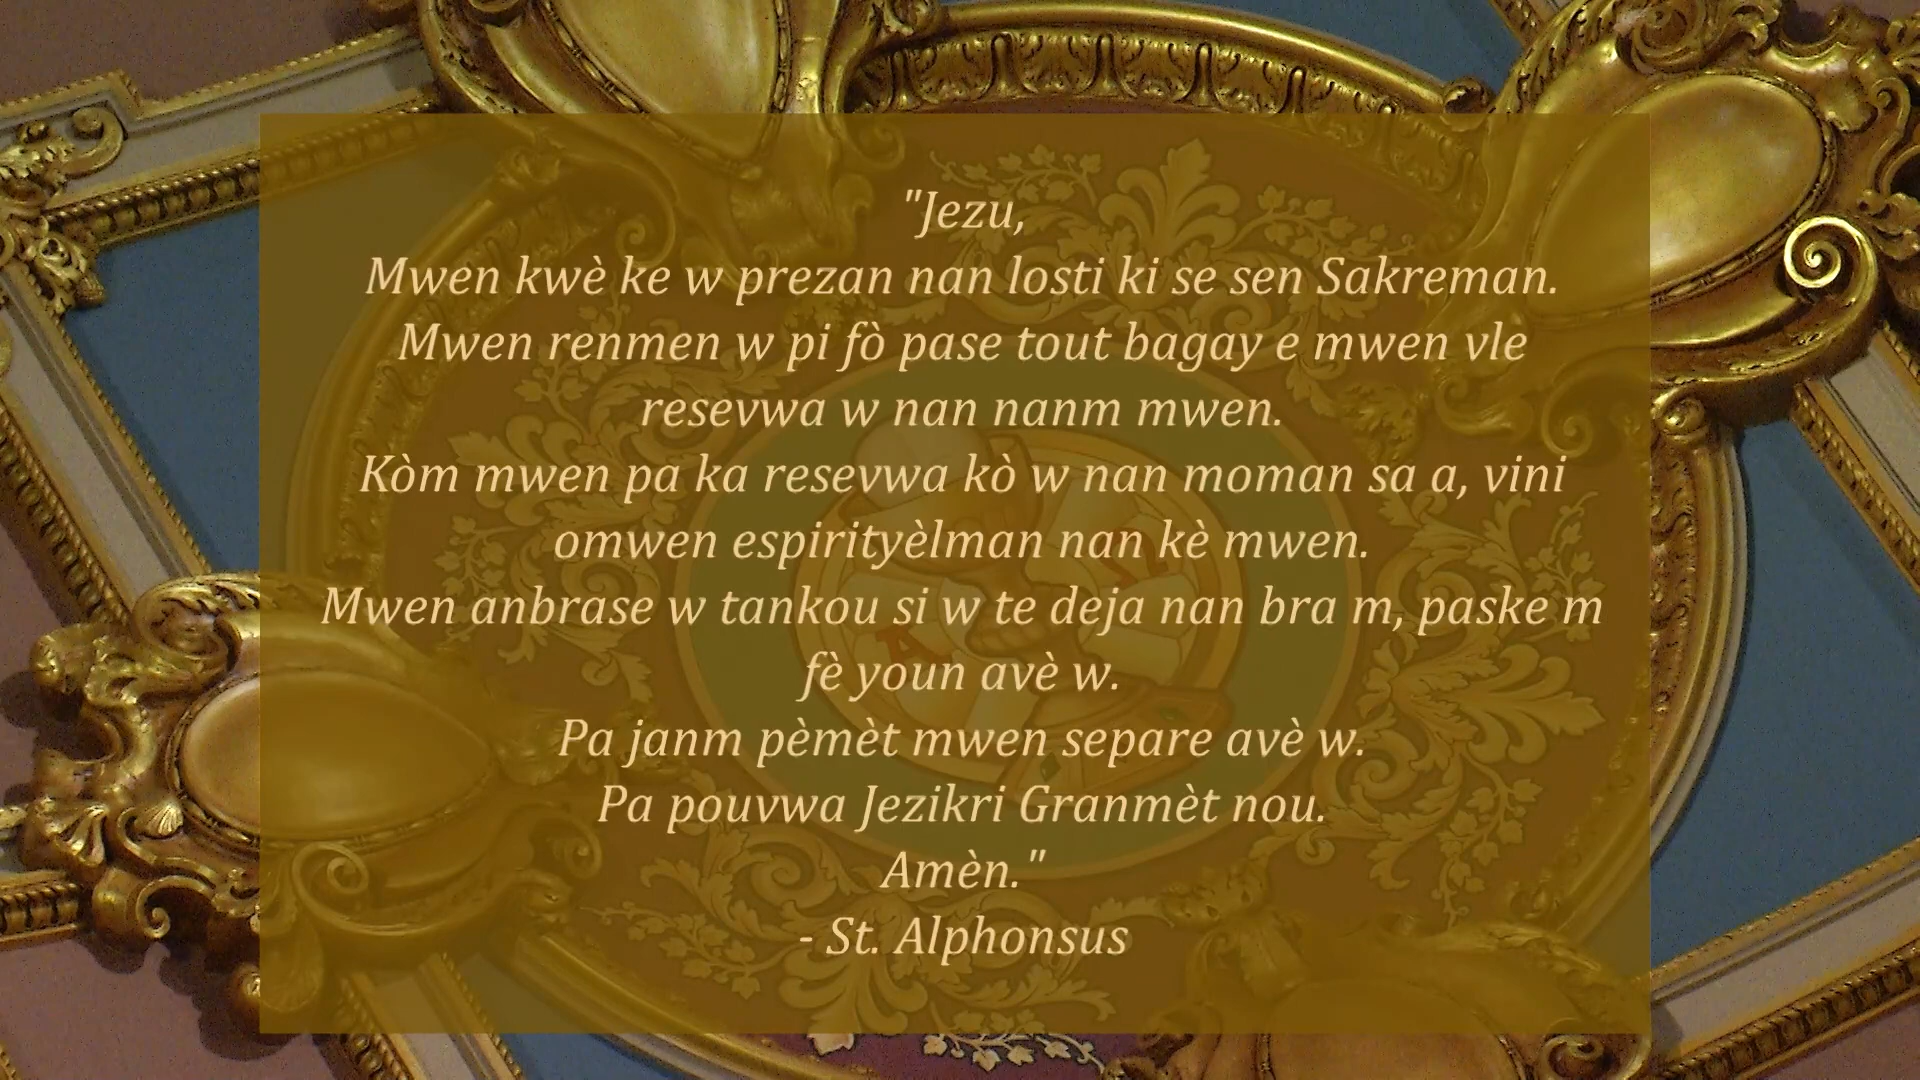 "Jezu,
Mwen kwè ke w prezan nan losti ki se sen Sakreman.
Mwen renmen w pi fò pase tout bagay e mwen vle
resevwa w nan nanm mwen.
Kòm mwen pa ka resevwa kò w nan moman sa a, vini
omwen espirityèlman nan kè mwen.
Mwen anbrase w tankou si w te deja nan bra m, paske m
fè youn avè w.
Pa janm pèmèt mwen separe avè w.
Pa pouvwa Jezikri Granmèt nou.
Amèn."
- St. Alphonsus